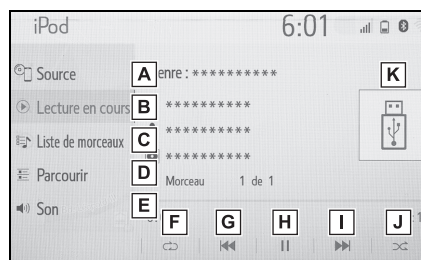 iPod 6:01
Source A enre : ********** K
Lecture en cours B **********
Liste de morceaux C **********
D **********
Parcourir Morceau 1 de 1
Son E
F G H I J